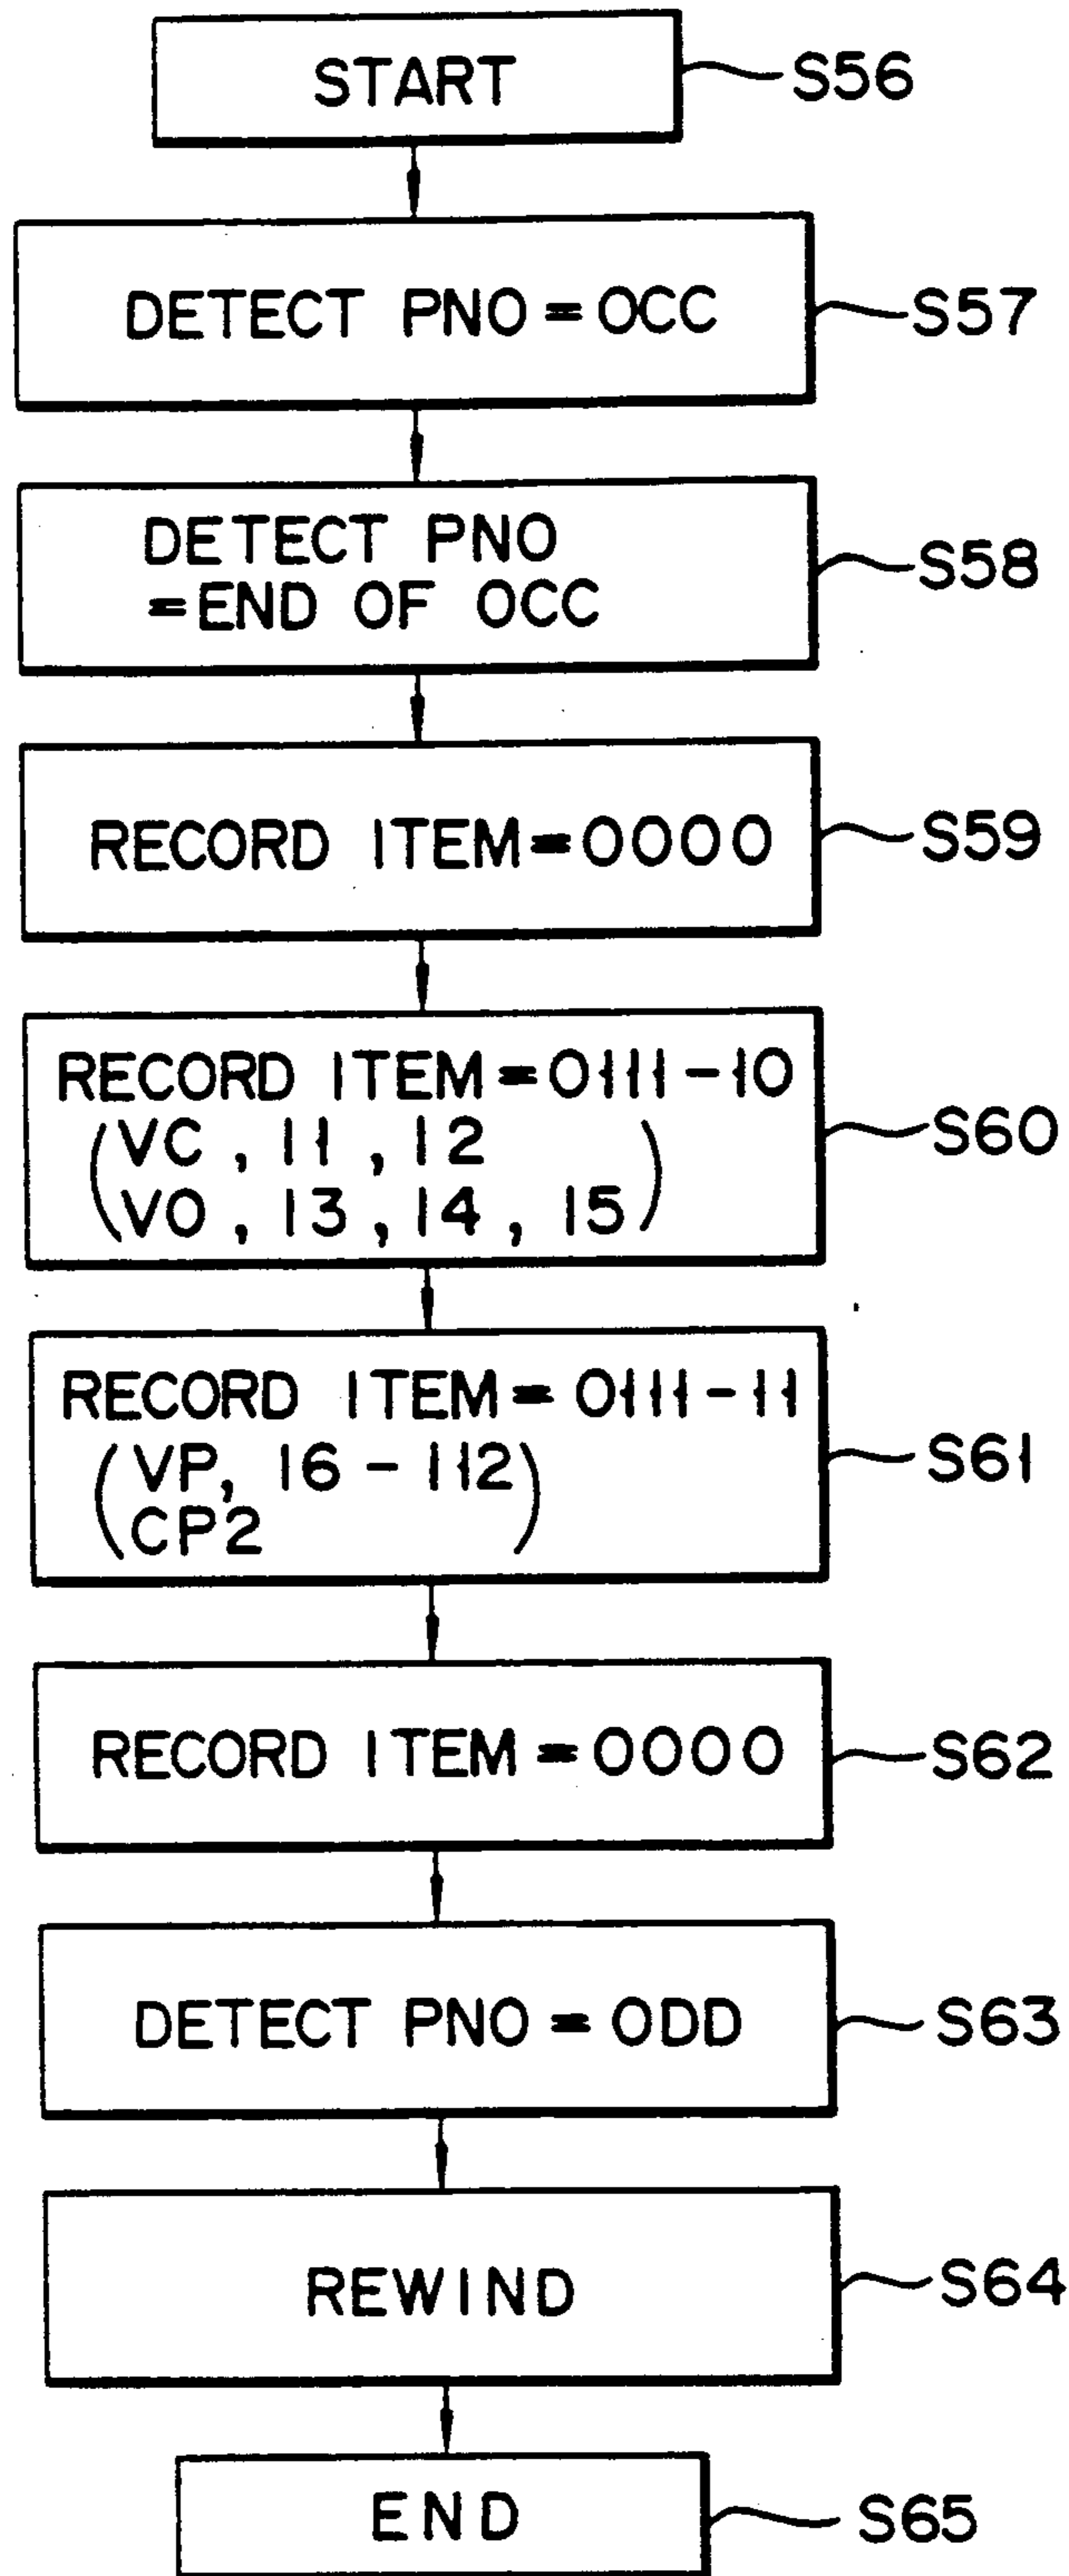 START
S56
DETECT PNO = OCC
S57
DETECT PNO
= END OF OCC
S58
RECORD ITEM = 0000
S59
RECORD ITEM = 0111-10
(VC, 11, 12
VO, 13, 14, 15)
S60
RECORD ITEM = 0111-11
(VP, 16 - 112
CP2)
S61
RECORD ITEM = 0000
S62
DETECT PNO = ODD
S63
REWIND
S64
END
S65